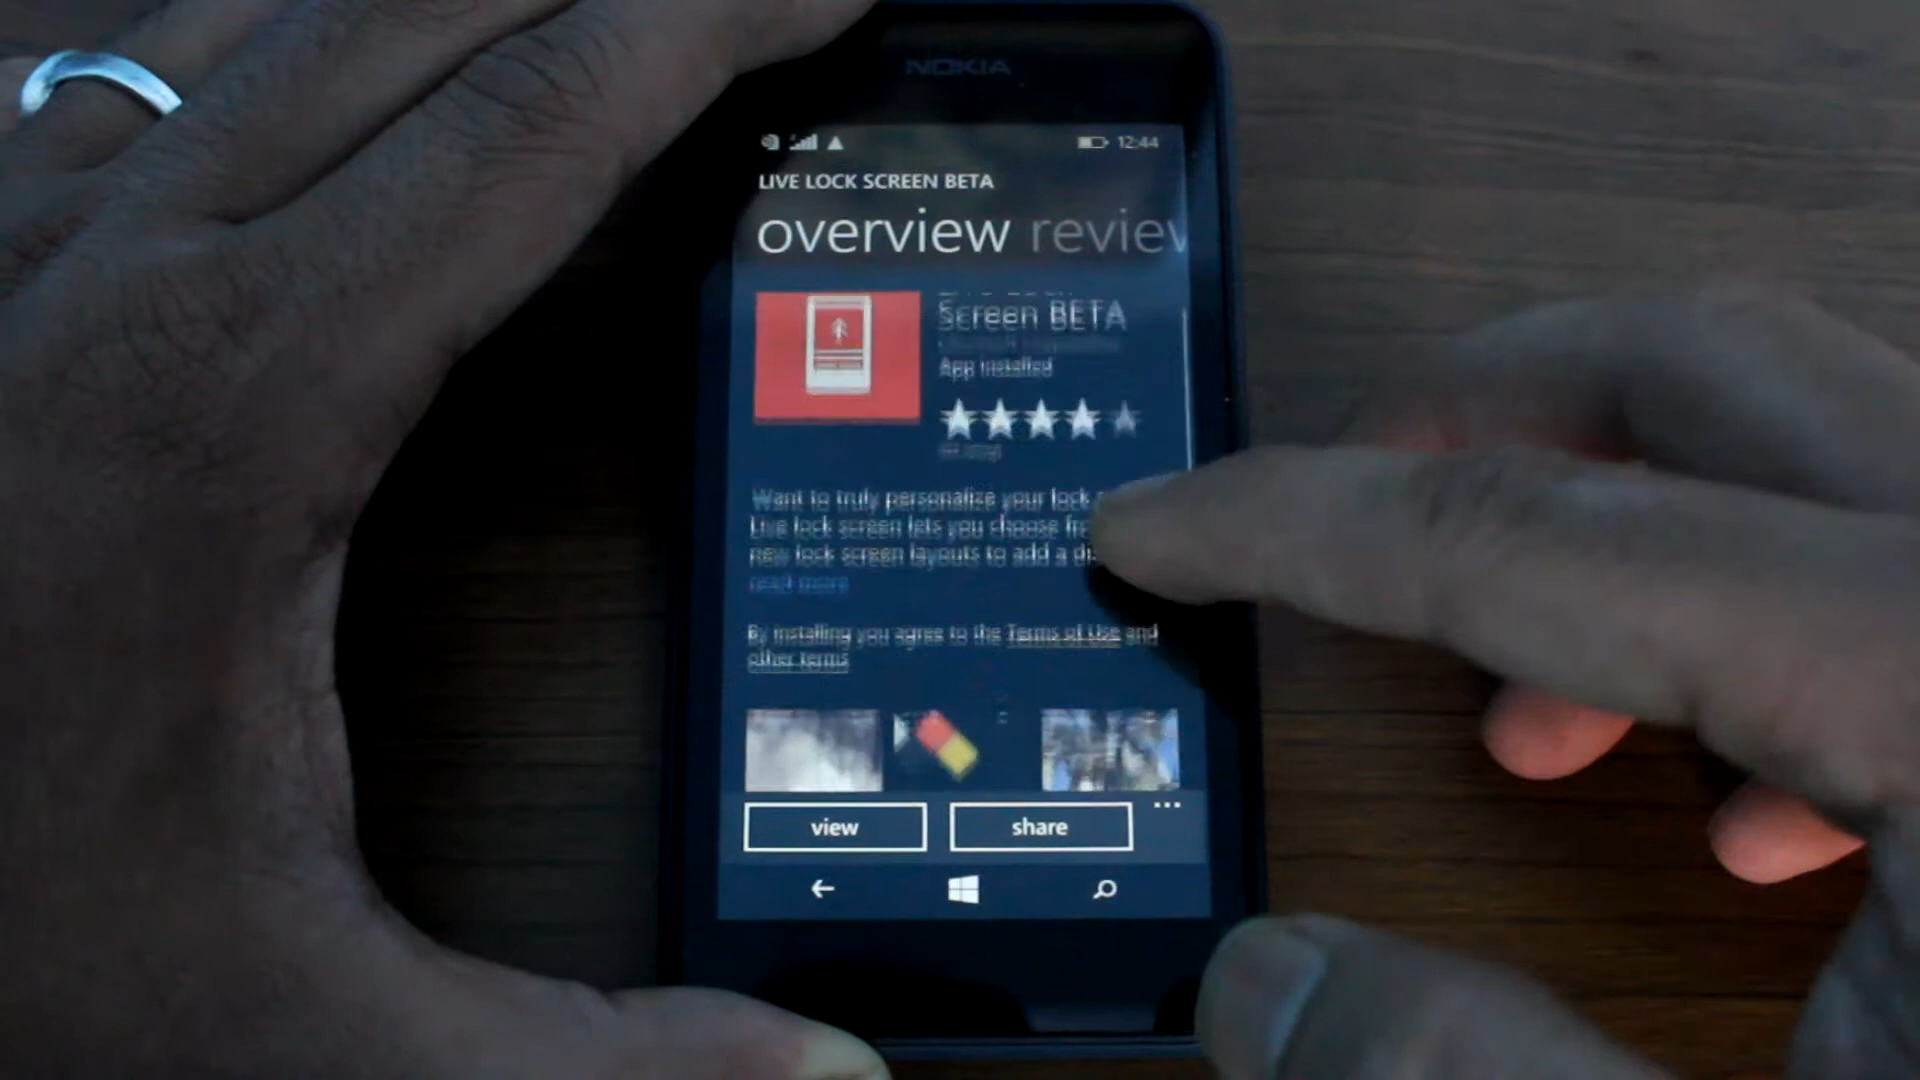 NOKIA
12:44
LIVE LOCK SCREEN BETA
overview review
Screen BETA
App installed
Want to truly personalize your lock
Live lock screen lets you choose
new lock screen layouts to add a
read more
By installing you agree to the Terms of Use and
other terms
view
share